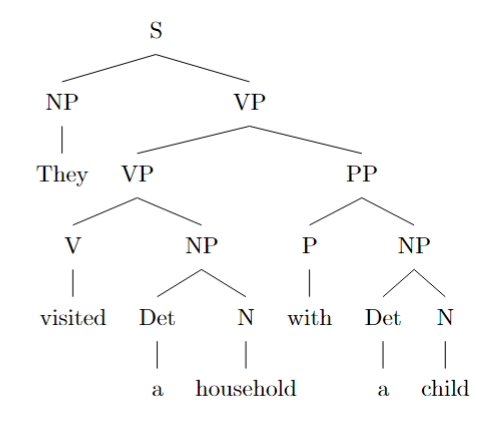 S
NP VP
They VP PP
V NP P NP
visited Det N with Det N
a household a child